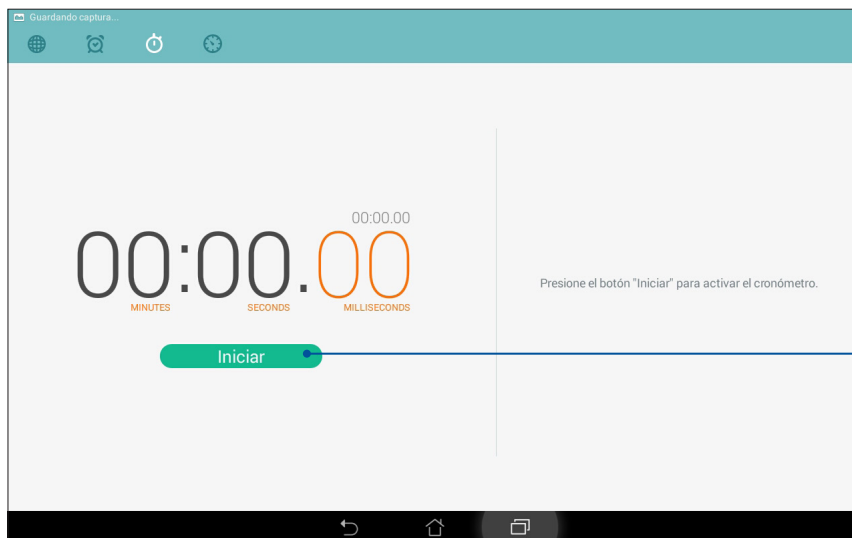 Guardando captura...
00:00.00
00:00.00
MINUTES SECONDS MILLISECONDS
Presione el botón "Iniciar" para activar el cronómetro.
Iniciar